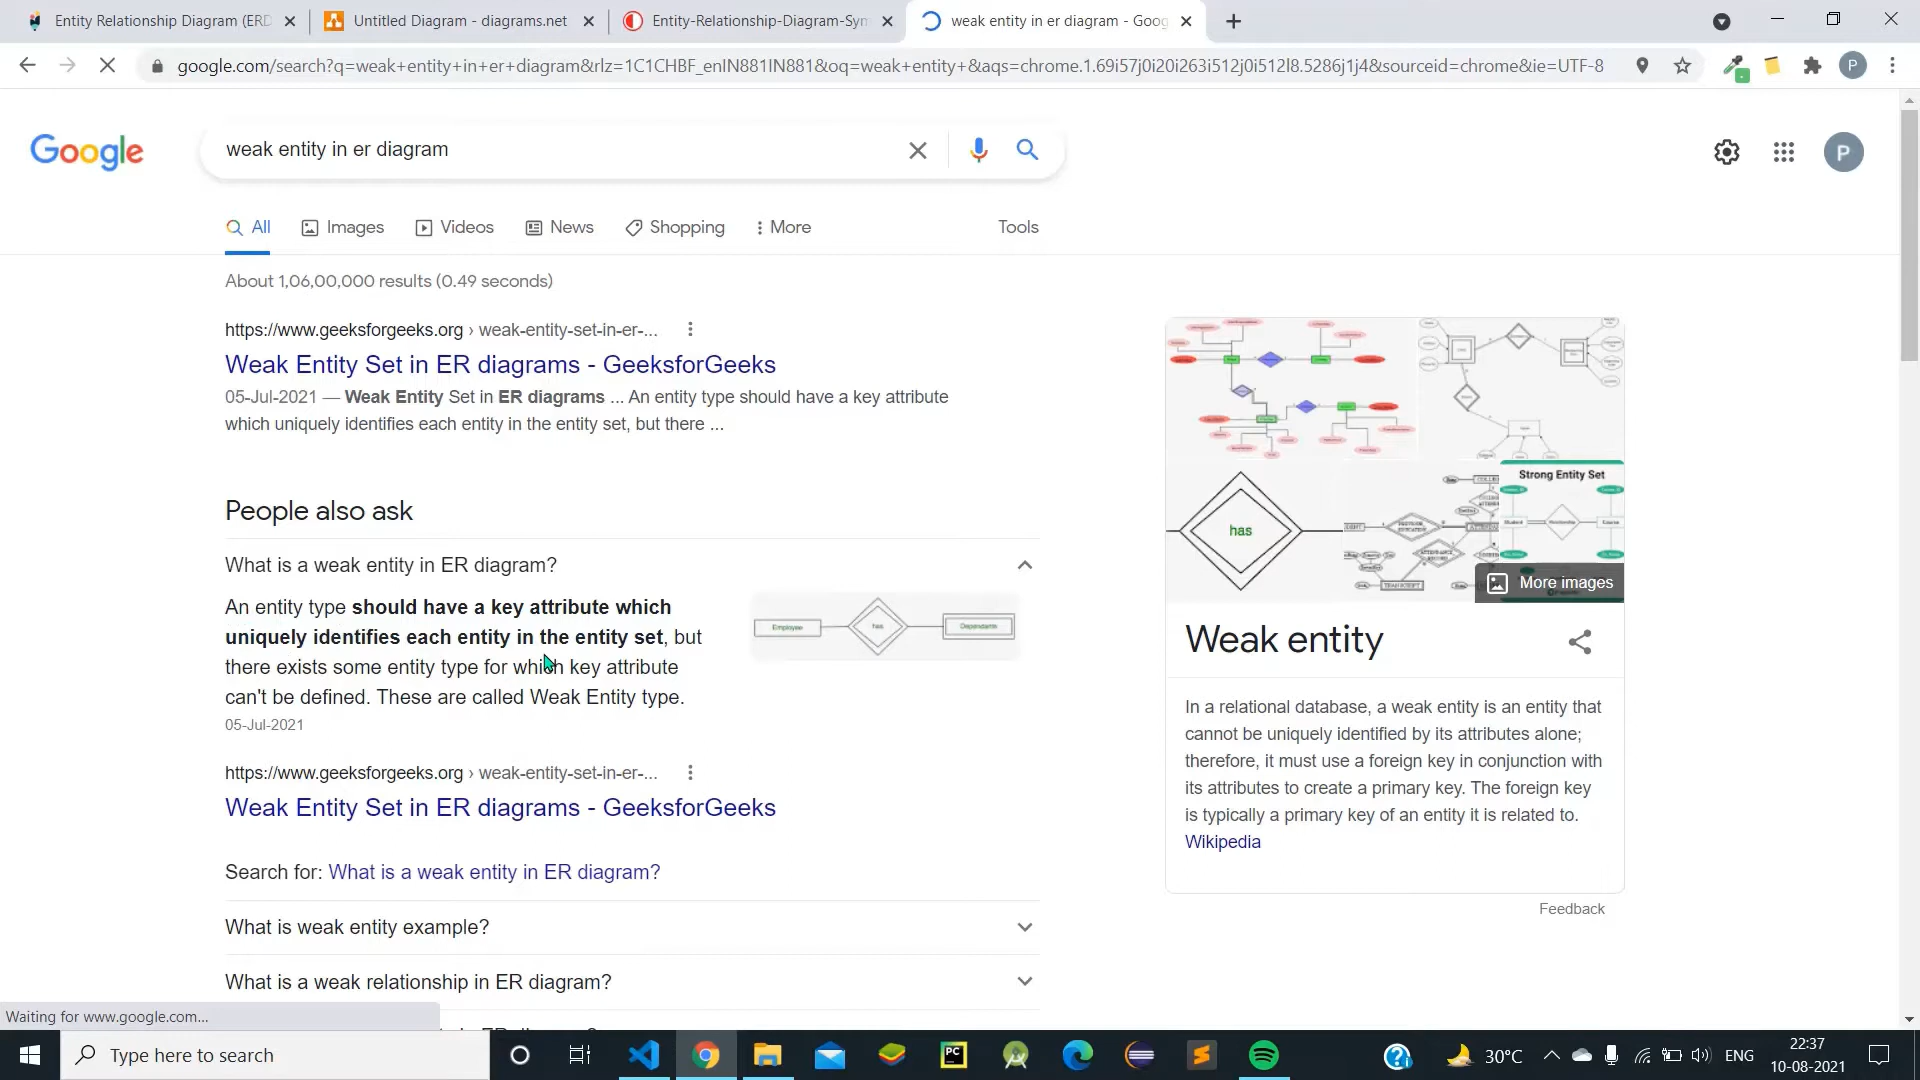 Entity Relationship Diagram (ERD
Untitled Diagram - diagrams.net
Entity-Relationship-Diagram-Sym
weak entity in er diagram - Goog
google.com/search?q=weak+entity+in+er+diagram&rlz=1C1CHBF_enIN881IN881&oq=weak+entity+&aqs=chrome.1.69i57j0i20i263i512j0i512l8.5286j1j4&sourceid=chrome&ie=UTF-8
P
Google
weak entity in er diagram
P
All
Images
Videos
News
Shopping
More
Tools
About 1,06,00,000 results (0.49 seconds)
https://www.geeksforgeeks.org › weak-entity-set-in-er-...
Weak Entity Set in ER diagrams - GeeksforGeeks
05-Jul-2021 — Weak Entity Set in ER diagrams ... An entity type should have a key attribute
which uniquely identifies each entity in the entity set, but there ...
People also ask
What is a weak entity in ER diagram?
An entity type should have a key attribute which
uniquely identifies each entity in the entity set, but
there exists some entity type for which key attribute
can't be defined. These are called Weak Entity type.
05-Jul-2021
Employee
has
Dependants
https://www.geeksforgeeks.org › weak-entity-set-in-er-...
Weak Entity Set in ER diagrams - GeeksforGeeks
Search for: What is a weak entity in ER diagram?
What is weak entity example?
What is a weak relationship in ER diagram?
has
Strong Entity Set
Student
Course
More images
Weak entity
In a relational database, a weak entity is an entity that
cannot be uniquely identified by its attributes alone;
therefore, it must use a foreign key in conjunction with
its attributes to create a primary key. The foreign key
is typically a primary key of an entity it is related to.
Wikipedia
Feedback
Waiting for www.google.com...
Type here to search
PC
30°C
ENG
22:37
10-08-2021